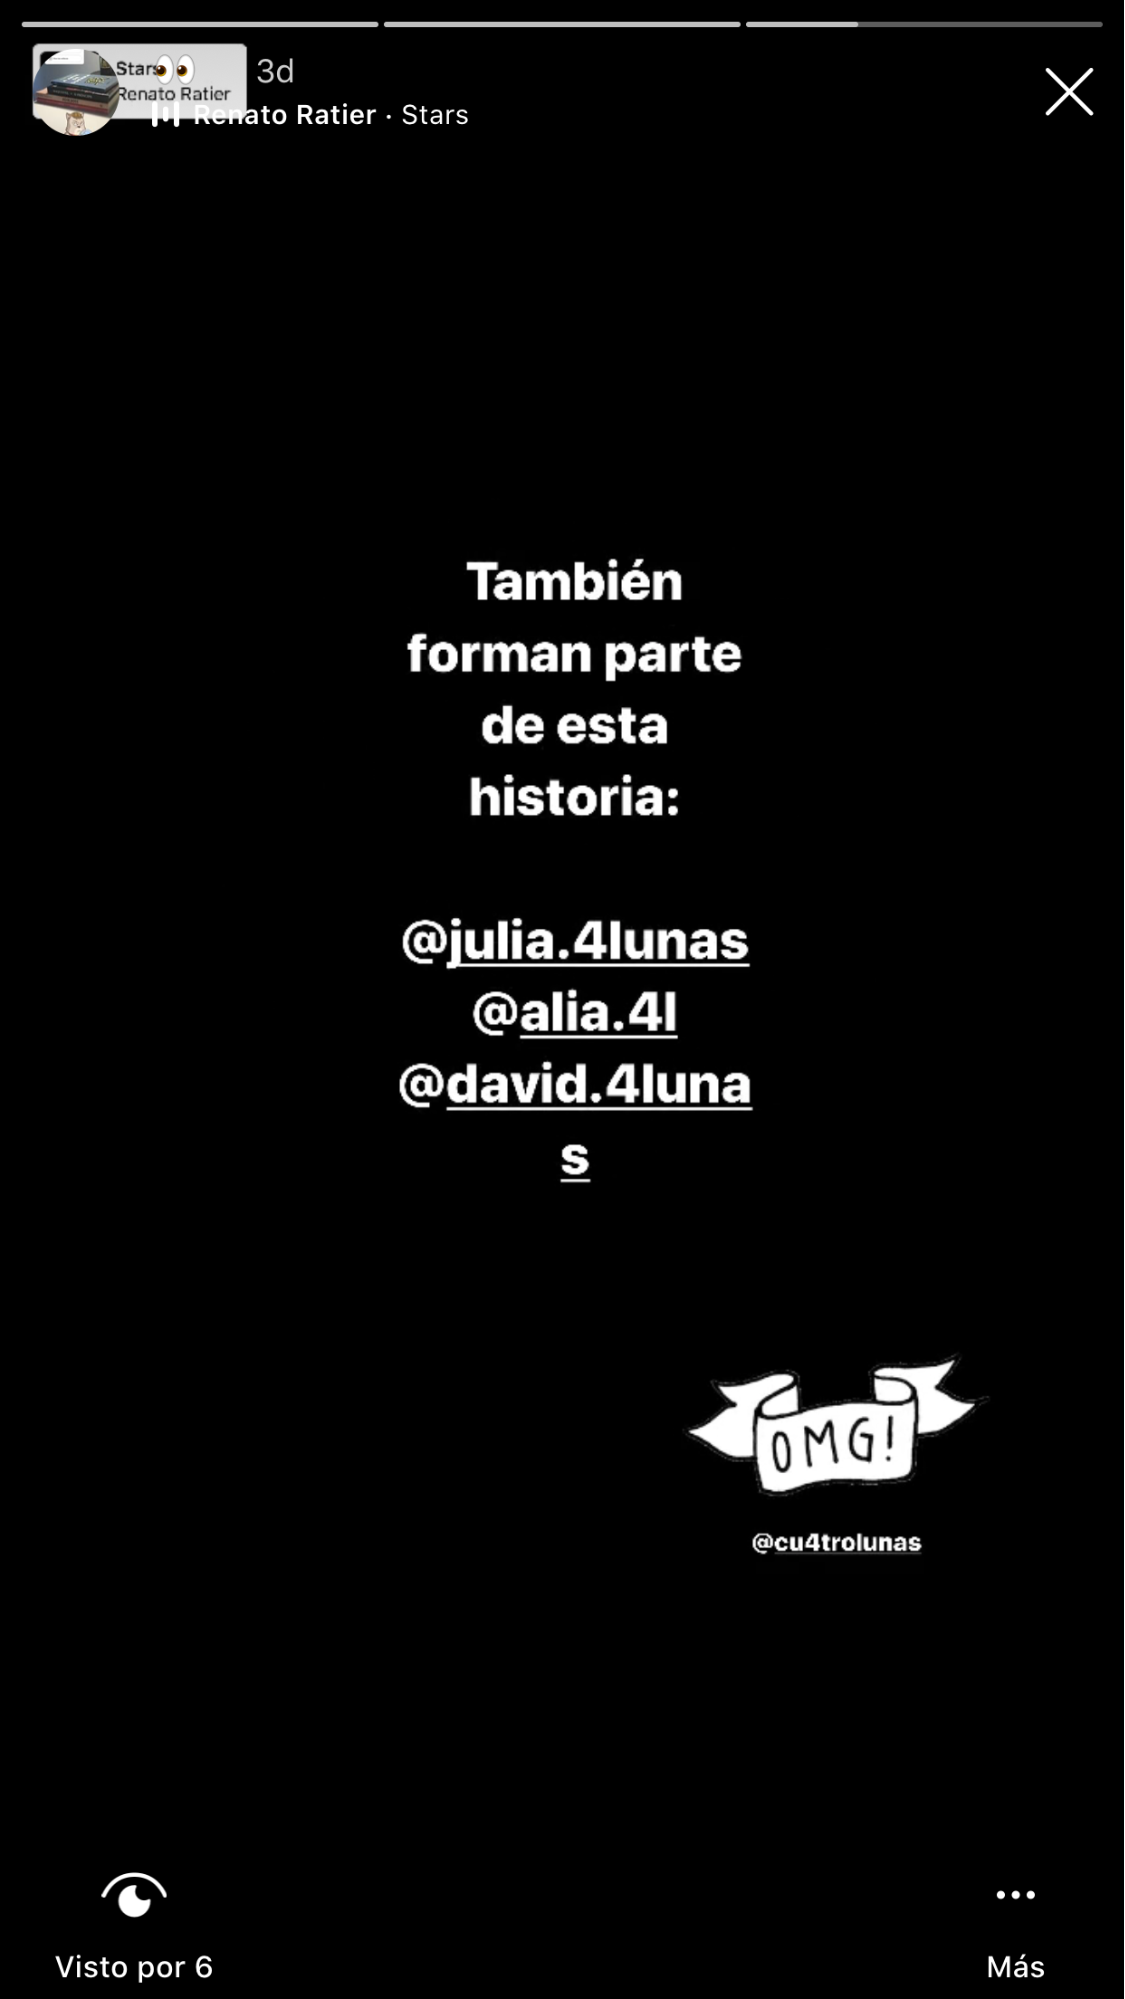 Stars👀 3d
Renato Ratier
Renato Ratier · Stars
También
forman parte
de esta
historia:
@julia.4lunas
@alia.4l
@david.4luna
s
OMG!
@cu4trolunas
Visto por 6
Más